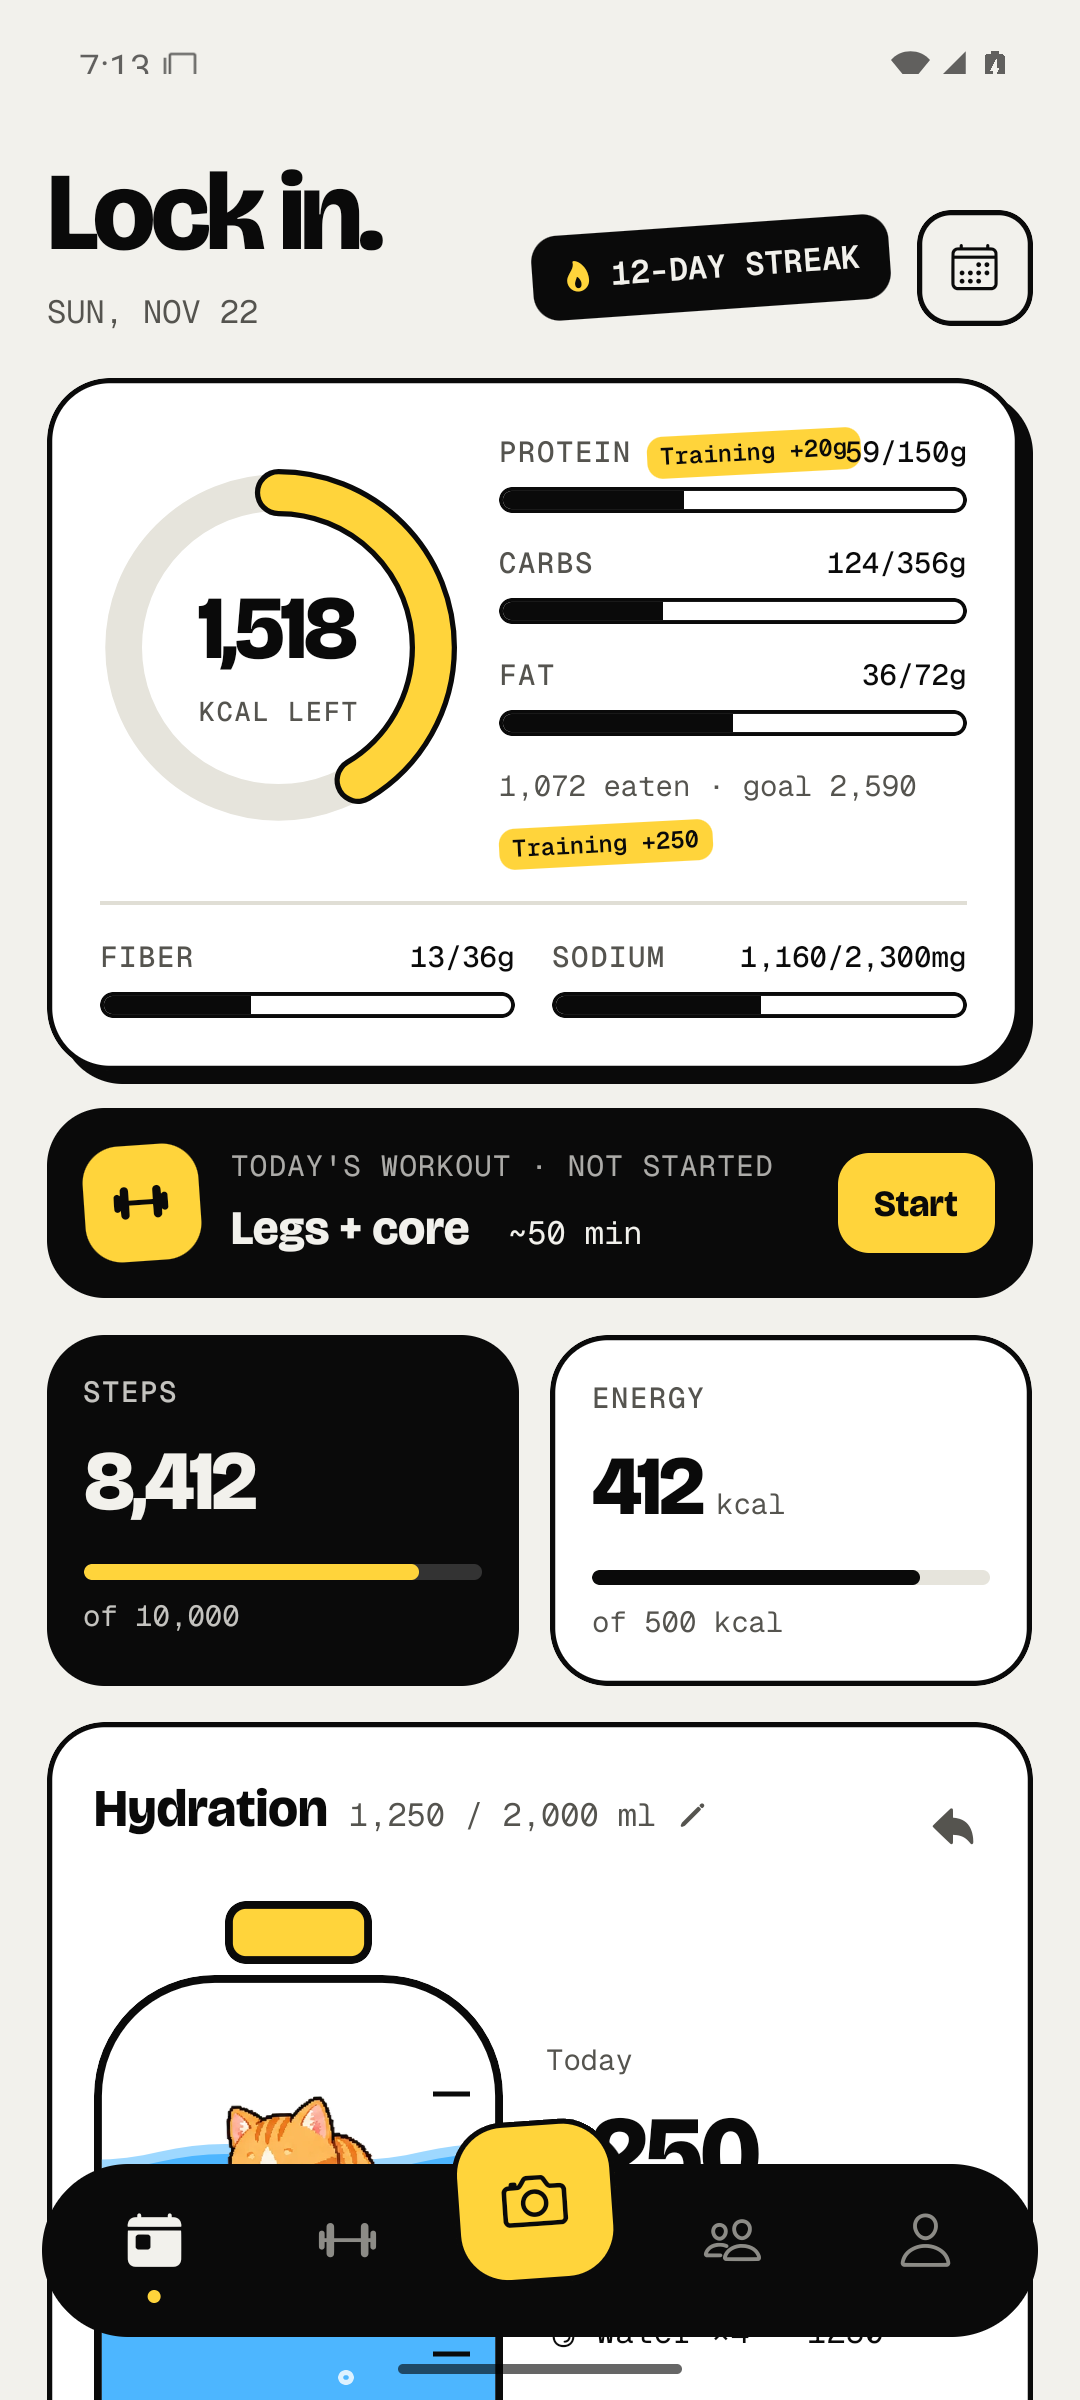 7:13
Lock in.
SUN, NOV 22
12-DAY STREAK
PROTEIN Training +20g 59/150g
CARBS 124/356g
FAT 36/72g
1,518
KCAL LEFT
1,072 eaten · goal 2,590
Training +250
FIBER 13/36g
SODIUM 1,160/2,300mg
TODAY'S WORKOUT · NOT STARTED
Legs + core ~50 min
Start
STEPS
8,412
of 10,000
ENERGY
412 kcal
of 500 kcal
Hydration 1,250 / 2,000 ml
Today